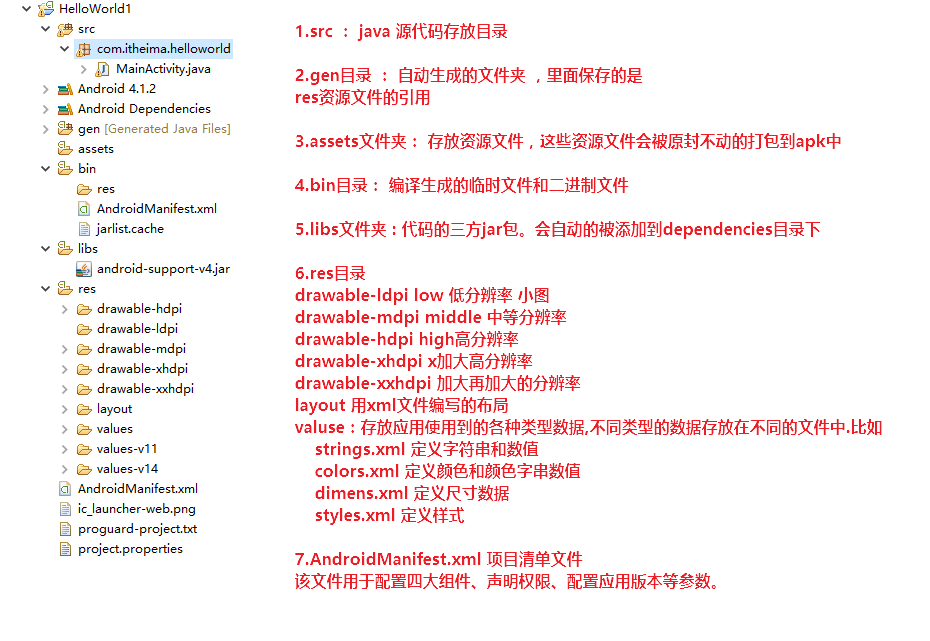 HelloWorld1
src
com.itheima.helloworld
MainActivity.java
Android 4.1.2
Android Dependencies
gen [Generated Java Files]
assets
bin
res
AndroidManifest.xml
jarlist.cache
libs
android-support-v4.jar
res
drawable-hdpi
drawable-ldpi
drawable-mdpi
drawable-xhdpi
drawable-xxhdpi
layout
values
values-v11
values-v14
AndroidManifest.xml
ic_launcher-web.png
proguard-project.txt
project.properties
1.src ： java 源代码存放目录
2.gen目录 ： 自动生成的文件夹 ，里面保存的是
res资源文件的引用
3.assets文件夹： 存放资源文件，这些资源文件会被原封不动的打包到apk中
4.bin目录： 编译生成的临时文件和二进制文件
5.libs文件夹 : 代码的三方jar包。会自动的被添加到dependencies目录下
6.res目录
drawable-ldpi low 低分辨率 小图
drawable-mdpi middle 中等分辨率
drawable-hdpi high高分辨率
drawable-xhdpi x加大高分辨率
drawable-xxhdpi 加大再加大的分辨率
layout 用xml文件编写的布局
valuse : 存放应用使用到的各种类型数据,不同类型的数据存放在不同的文件中.比如
strings.xml 定义字符串和数值
colors.xml 定义颜色和颜色字串数值
dimens.xml 定义尺寸数据
styles.xml 定义样式
7.AndroidManifest.xml 项目清单文件
该文件用于配置四大组件、声明权限、配置应用版本等参数。